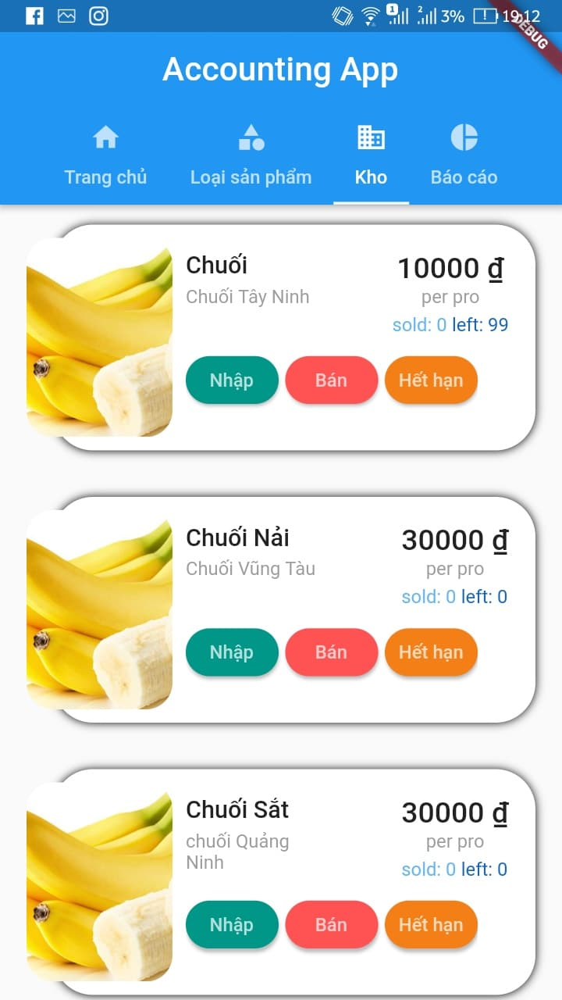 1 2 3% 19:12
DEBUG
Accounting App
Trang chủ Loại sản phẩm Kho Báo cáo
Chuối 10000 ₫
Chuối Tây Ninh per pro
sold: 0 left: 99
Nhập Bán Hết hạn
Chuối Nải 30000 ₫
Chuối Vũng Tàu per pro
sold: 0 left: 0
Nhập Bán Hết hạn
Chuối Sắt 30000 ₫
chuối Quảng per pro
Ninh sold: 0 left: 0
Nhập Bán Hết hạn